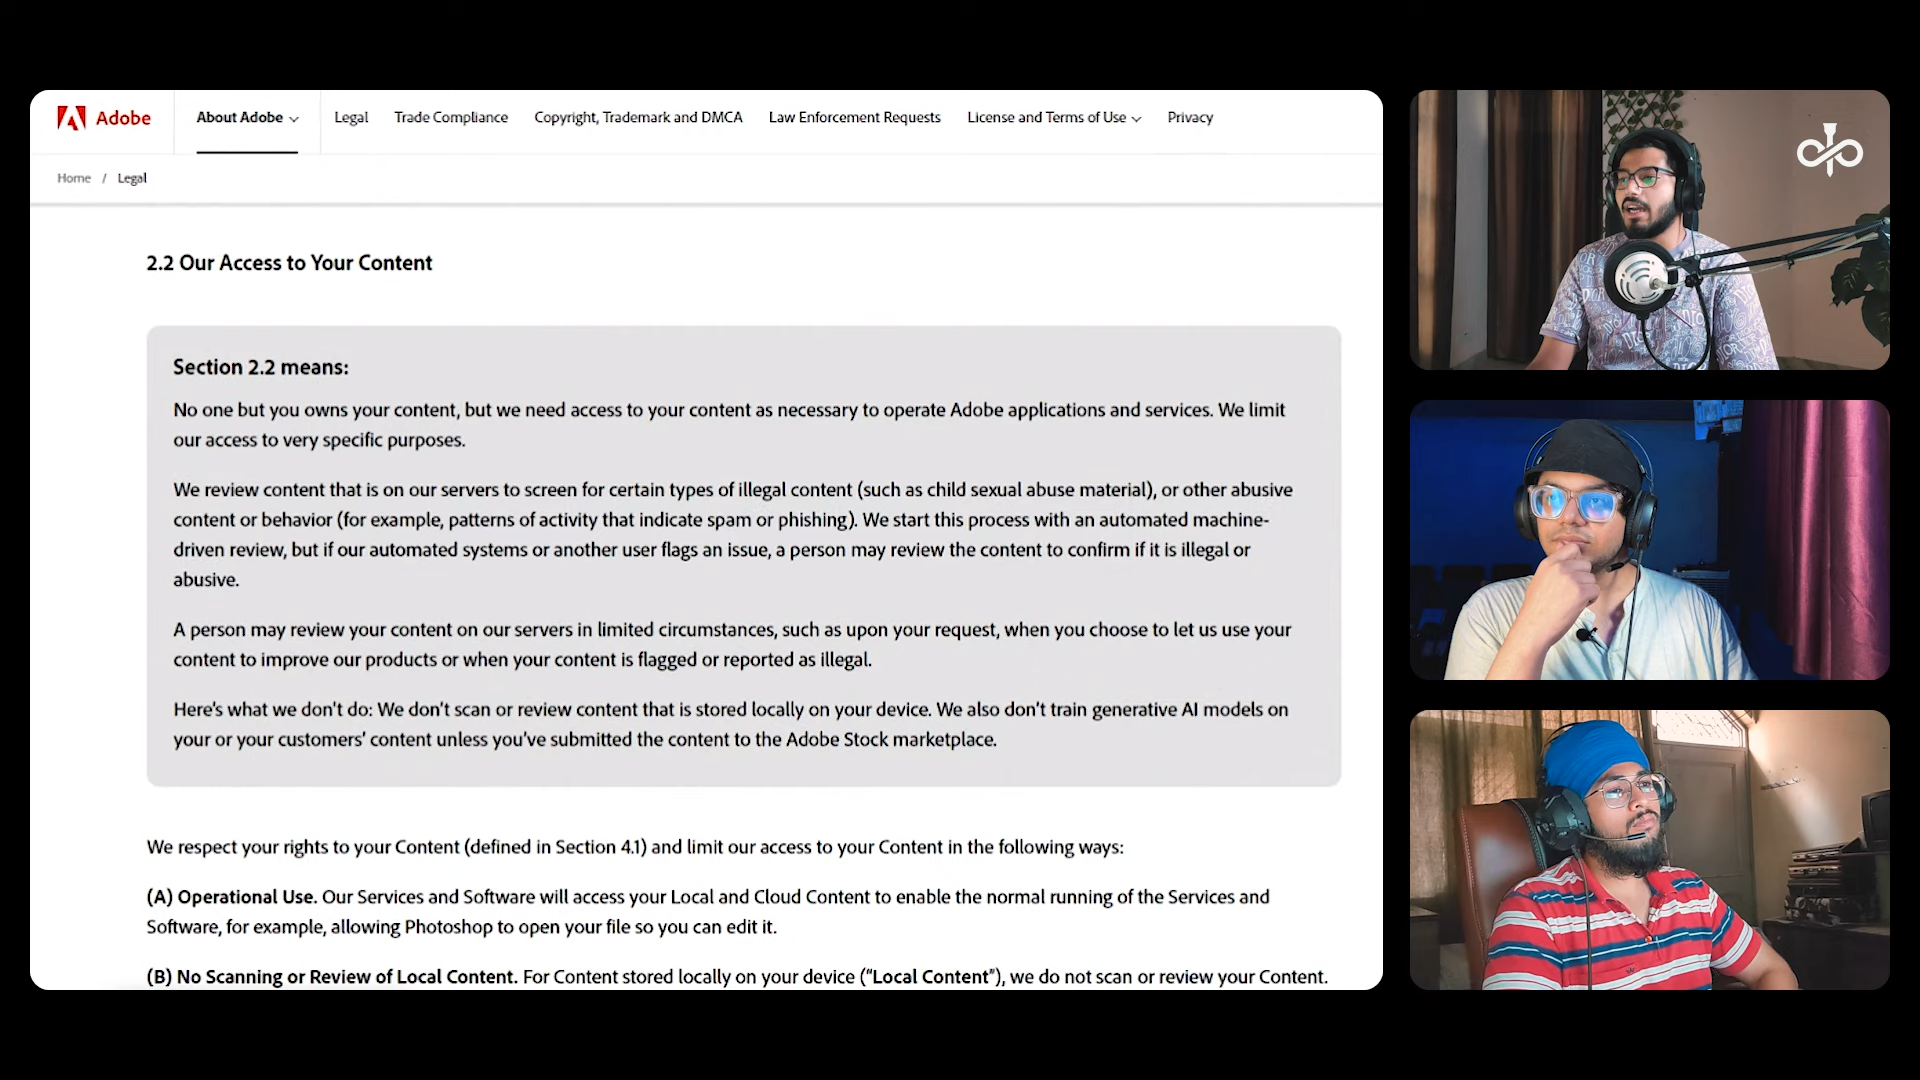 Adobe
About Adobe
Legal
Trade Compliance
Copyright, Trademark and DMCA
Law Enforcement Requests
License and Terms of Use
Privacy
Home / Legal
2.2 Our Access to Your Content
Section 2.2 means:
No one but you owns your content, but we need access to your content as necessary to operate Adobe applications and services. We limit
our access to very specific purposes.
We review content that is on our servers to screen for certain types of illegal content (such as child sexual abuse material), or other abusive
content or behavior (for example, patterns of activity that indicate spam or phishing). We start this process with an automated machine-
driven review, but if our automated systems or another user flags an issue, a person may review the content to confirm if it is illegal or
abusive.
A person may review your content on our servers in limited circumstances, such as upon your request, when you choose to let us use your
content to improve our products or when your content is flagged or reported as illegal.
Here's what we don't do: We don't scan or review content that is stored locally on your device. We also don't train generative AI models on
your or your customers' content unless you've submitted the content to the Adobe Stock marketplace.
We respect your rights to your Content (defined in Section 4.1) and limit our access to your Content in the following ways:
(A) Operational Use. Our Services and Software will access your Local and Cloud Content to enable the normal running of the Services and
Software, for example, allowing Photoshop to open your file so you can edit it.
(B) No Scanning or Review of Local Content. For Content stored locally on your device (“Local Content”), we do not scan or review your Content.